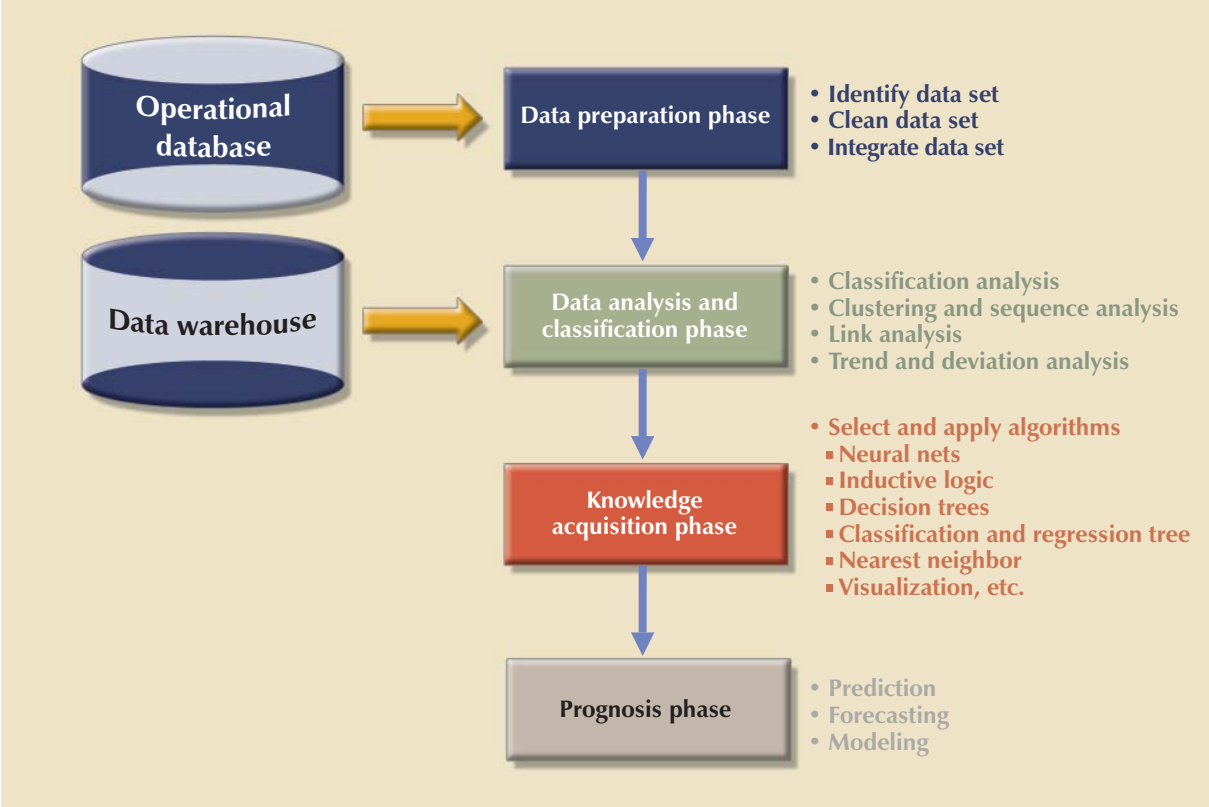 Operational
database
Data preparation phase
• Identify data set
• Clean data set
• Integrate data set
Data warehouse
Data analysis and
classification phase
• Classification analysis
• Clustering and sequence analysis
• Link analysis
• Trend and deviation analysis
Knowledge
acquisition phase
• Select and apply algorithms
▪ Neural nets
▪ Inductive logic
▪ Decision trees
▪ Classification and regression tree
▪ Nearest neighbor
▪ Visualization, etc.
Prognosis phase
• Prediction
• Forecasting
• Modeling